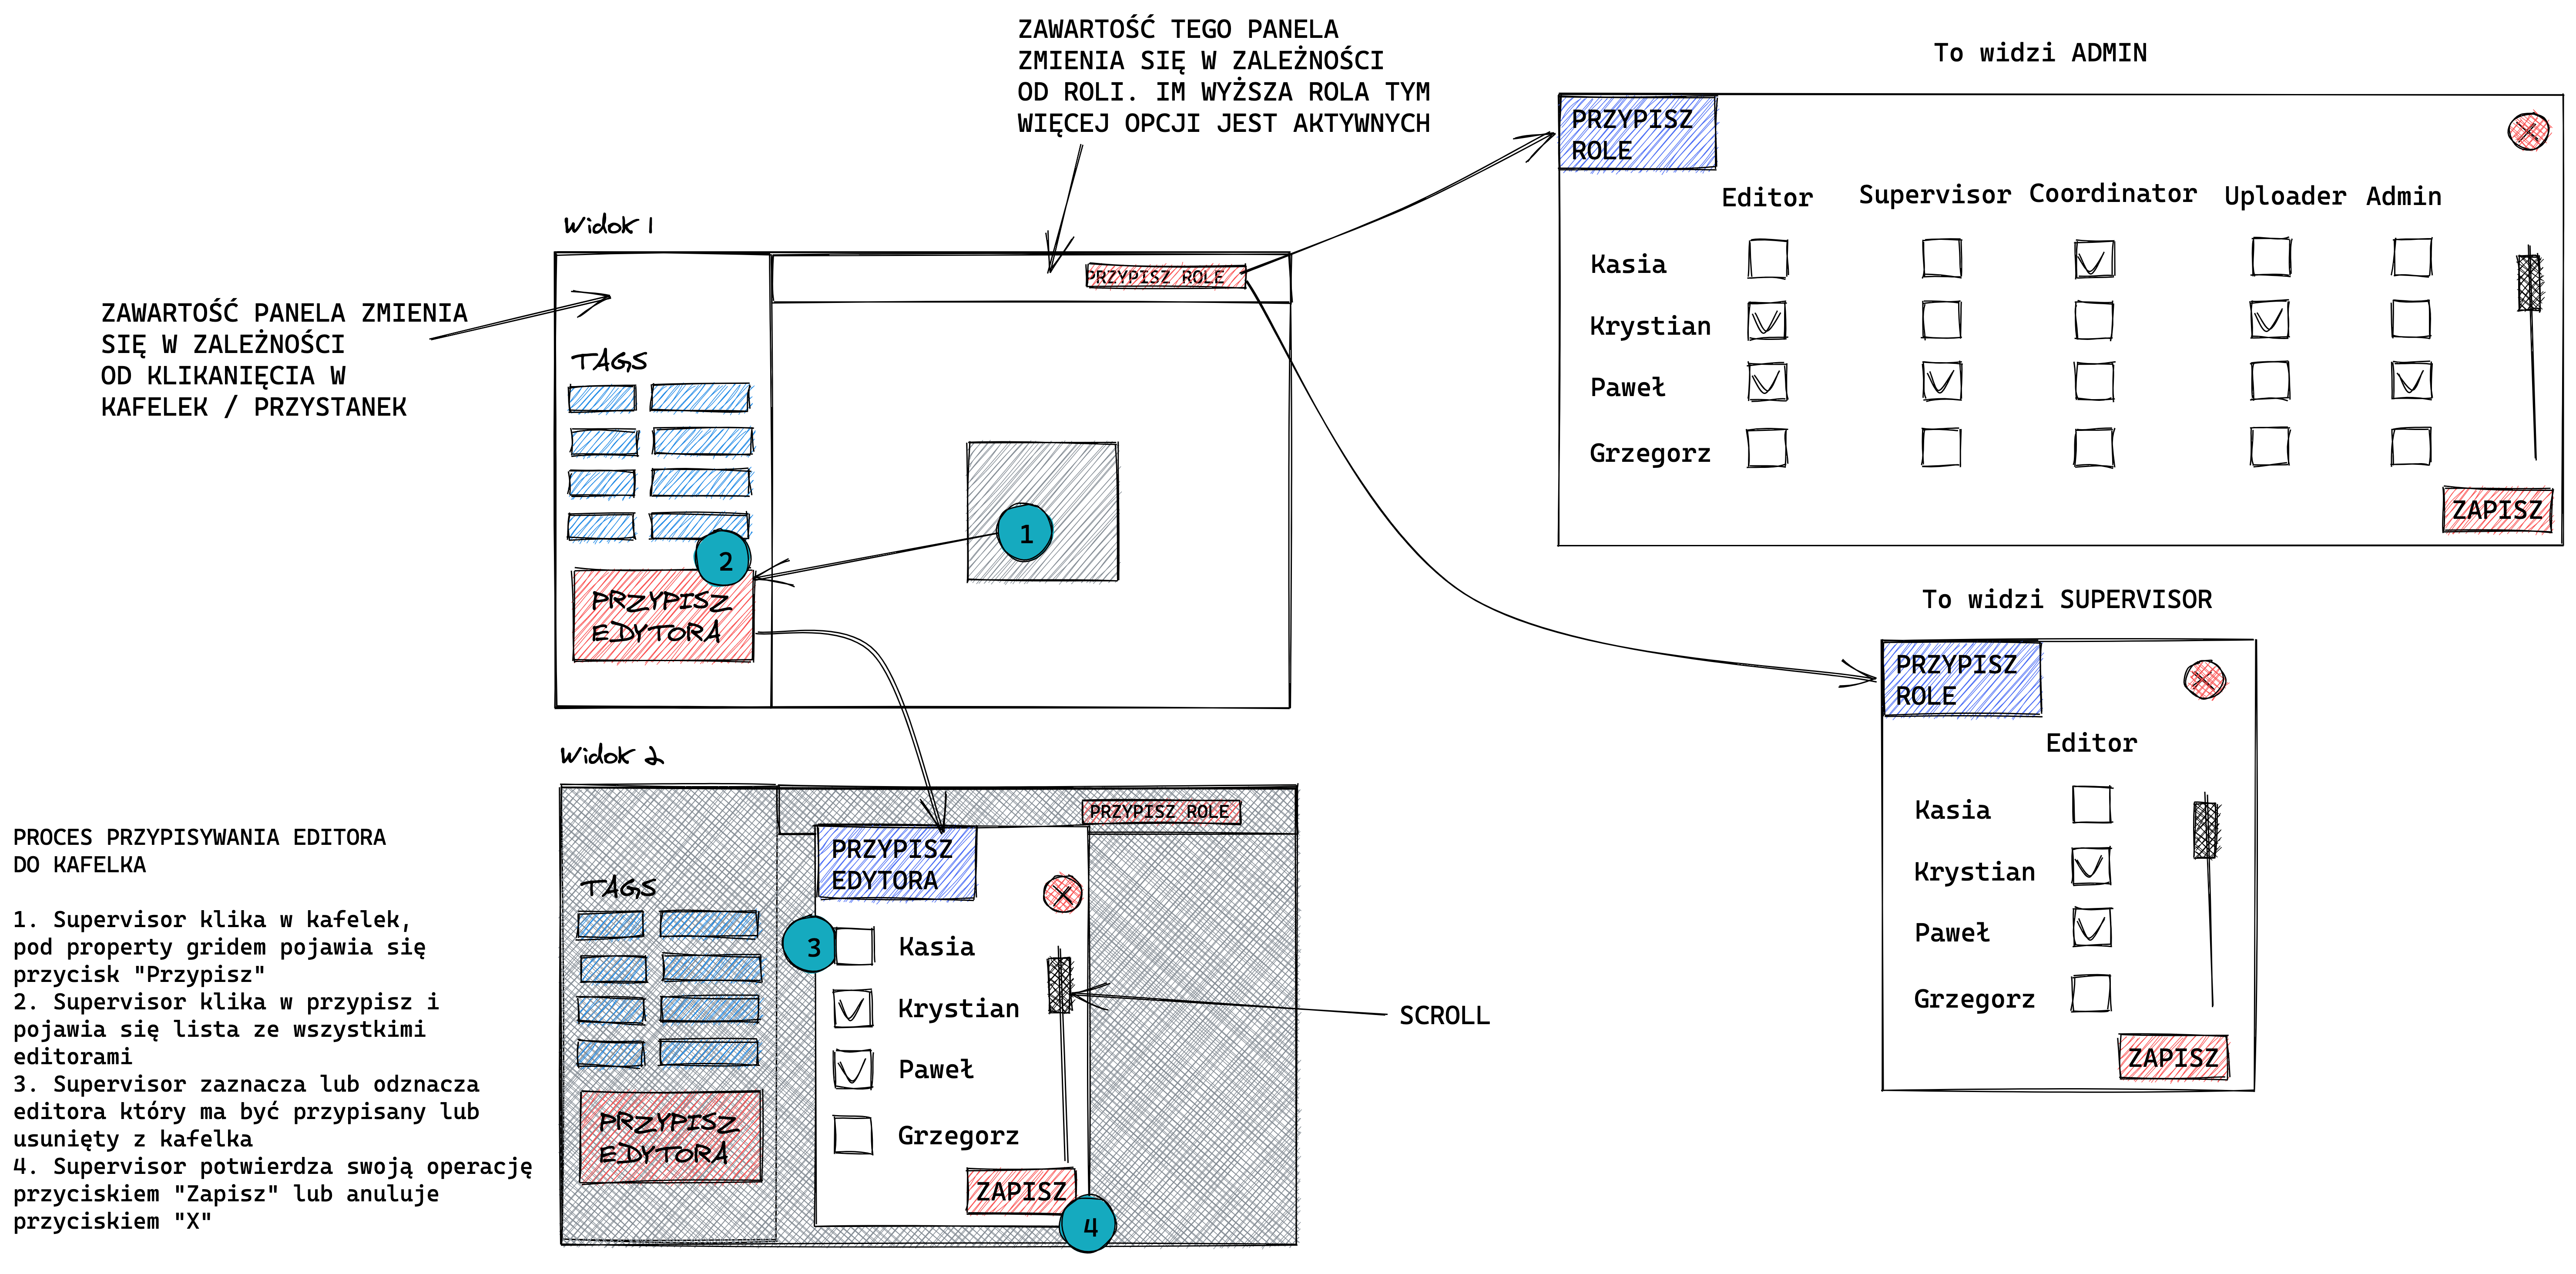 ZAWARTOŚĆ TEGO PANELA
ZMIENIA SIĘ W ZALEŻNOŚCI
OD ROLI. IM WYŻSZA ROLA TYM
WIĘCEJ OPCJI JEST AKTYWNYCH
ZAWARTOŚĆ PANELA ZMIENIA
SIĘ W ZALEŻNOŚCI
OD KLIKANIĘCIA W
KAFELEK / PRZYSTANEK
Widok 1
PRZYPISZ ROLE
TAGS
1
2
PRZYPISZ
EDYTORA
To widzi ADMIN
PRZYPISZ
ROLE
X
Editor Supervisor Coordinator Uploader Admin
Kasia
Krystian
Paweł
Grzegorz
ZAPISZ
To widzi SUPERVISOR
PRZYPISZ
ROLE
X
Editor
Kasia
Krystian
Paweł
Grzegorz
ZAPISZ
PROCES PRZYPISYWANIA EDITORA
DO KAFELKA
1. Supervisor klika w kafelek,
pod property gridem pojawia się
przycisk "Przypisz"
2. Supervisor klika w przypisz i
pojawia się lista ze wszystkimi
editorami
3. Supervisor zaznacza lub odznacza
editora który ma być przypisany lub
usunięty z kafelka
4. Supervisor potwierdza swoją operację
przyciskiem "Zapisz" lub anuluje
przyciskiem "X"
Widok 2
PRZYPISZ ROLE
TAGS
PRZYPISZ
EDYTORA
PRZYPISZ
EDYTORA
X
3
Kasia
Krystian
Paweł
Grzegorz
ZAPISZ
4
SCROLL